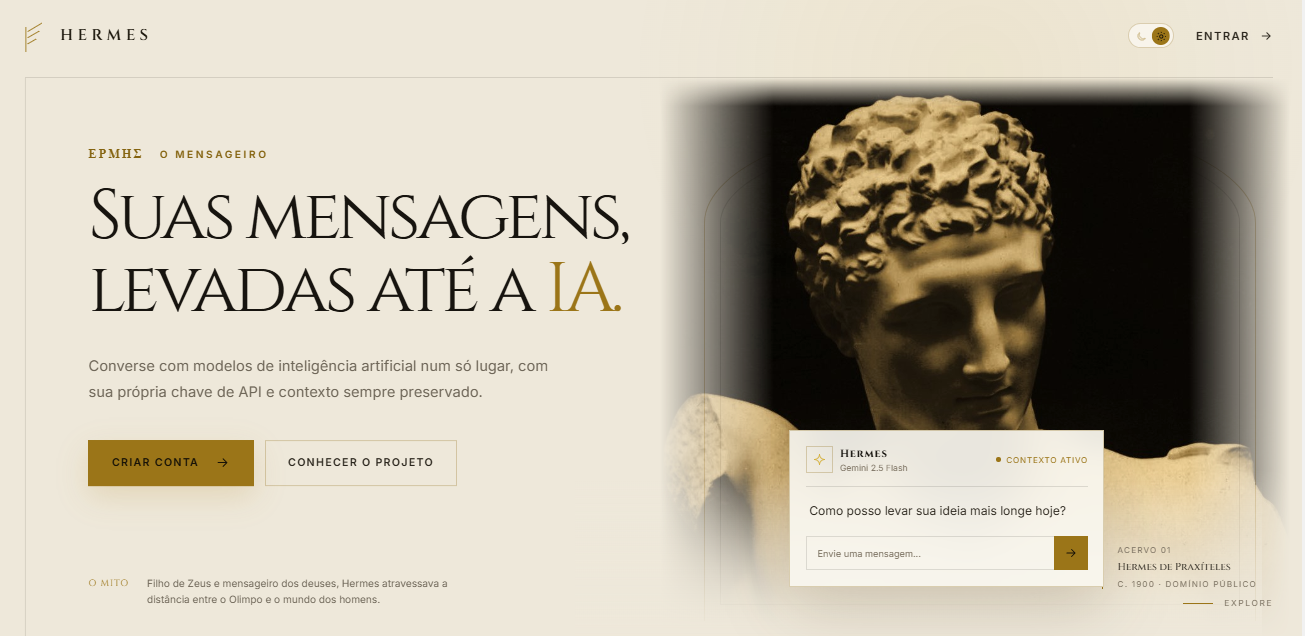 HERMES
ENTRAR →
ΕΡΜΗΣ O MENSAGEIRO
SUAS MENSAGENS,
LEVADAS ATÉ A IA.
Converse com modelos de inteligência artificial num só lugar, com
sua própria chave de API e contexto sempre preservado.
CRIAR CONTA →
CONHECER O PROJETO
HERMES
Gemini 2.5 Flash
CONTEXTO ATIVO
Como posso levar sua ideia mais longe hoje?
Envie uma mensagem...
→
O MITO
Filho de Zeus e mensageiro dos deuses, Hermes atravessava a
distância entre o Olimpo e o mundo dos homens.
ACERVO 01
HERMES DE PRAXÍTELES
C. 1900 · DOMÍNIO PÚBLICO
EXPLORE